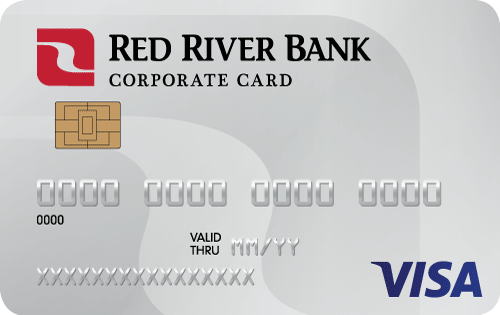 RED RIVER BANK
CORPORATE CARD
0000 0000 0000 0000
0000
VALID
THRU MM/YY
XXXXXXXXXXXXXXXX
VISA